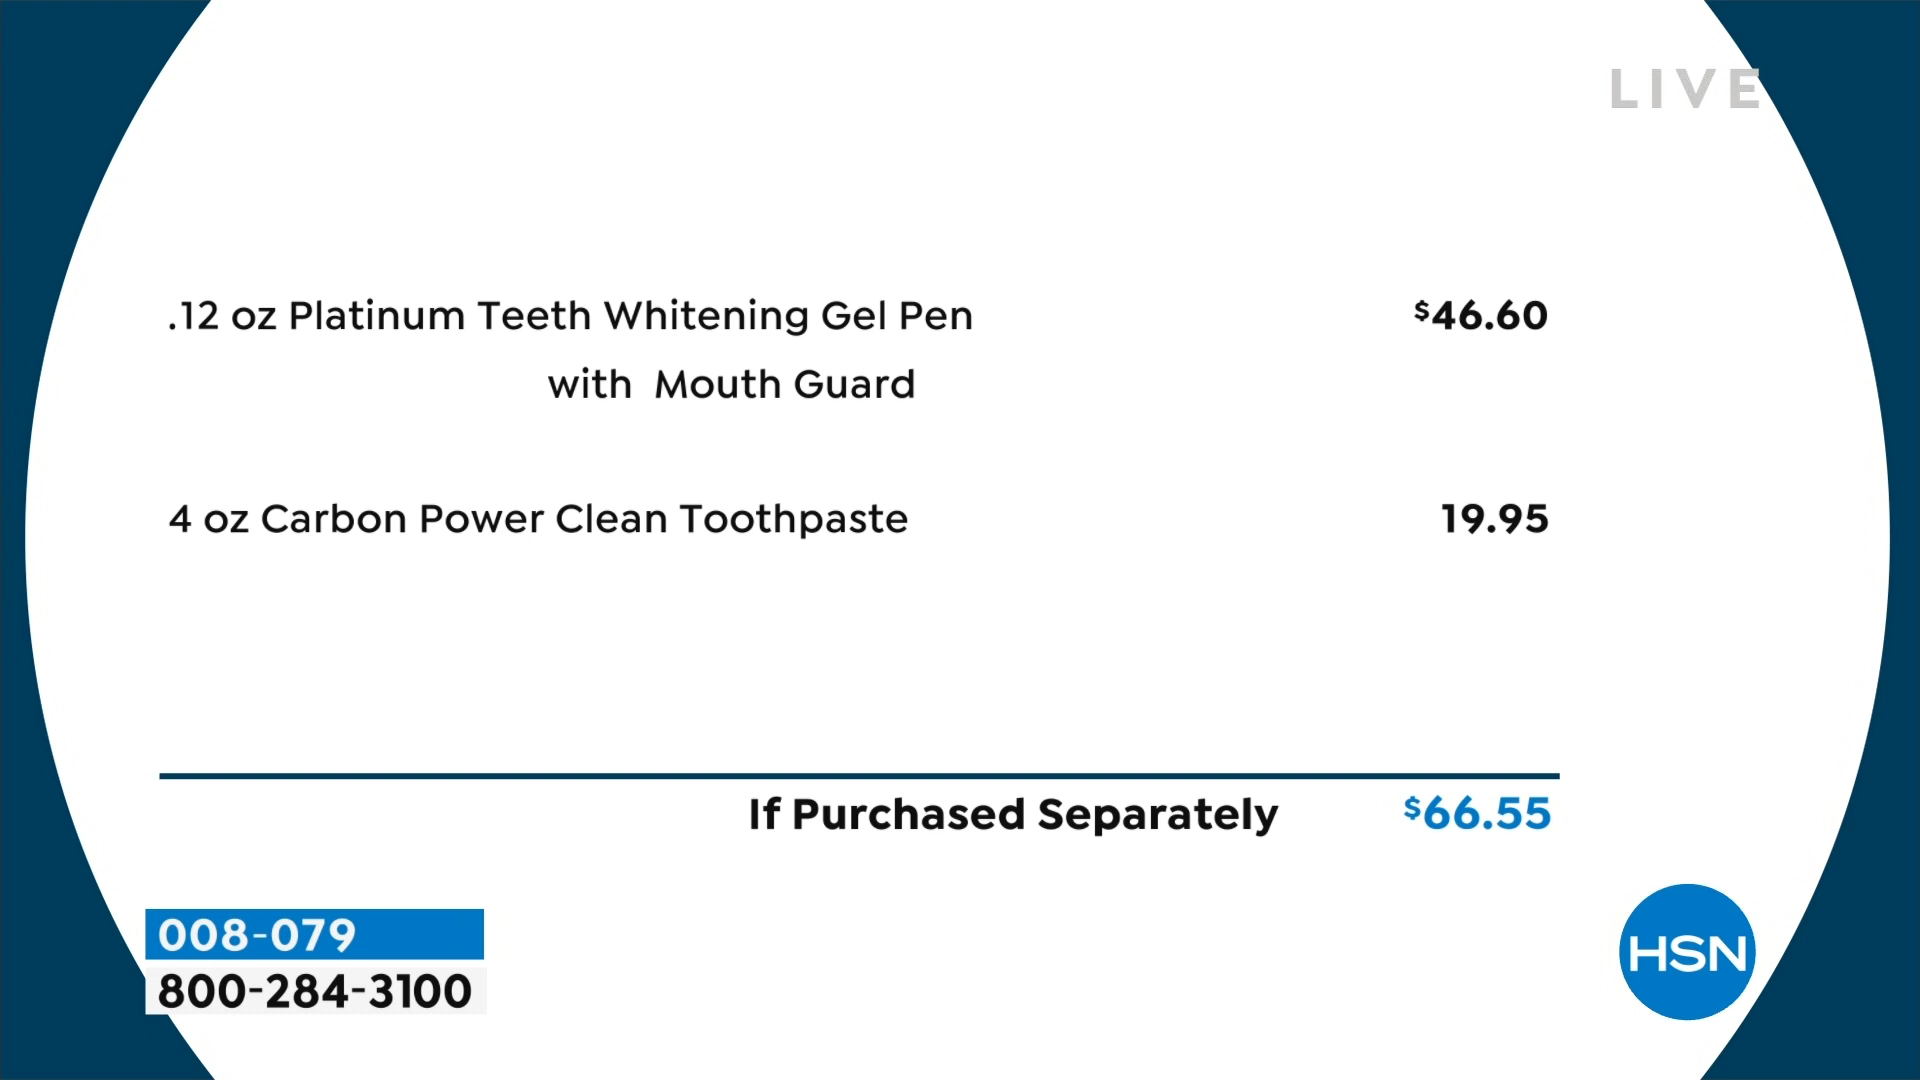 LIVE
.12 oz Platinum Teeth Whitening Gel Pen $46.60
with Mouth Guard
4 oz Carbon Power Clean Toothpaste 19.95
If Purchased Separately $66.55
008-079
800-284-3100
HSN